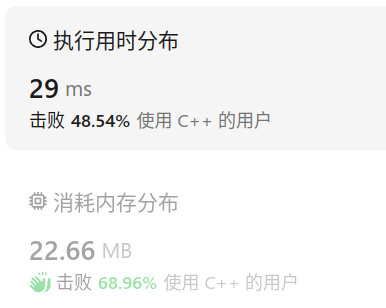 执行用时分布
29 ms
击败 48.54% 使用 C++ 的用户
消耗内存分布
22.66 MB
击败 68.96% 使用 C++ 的用户